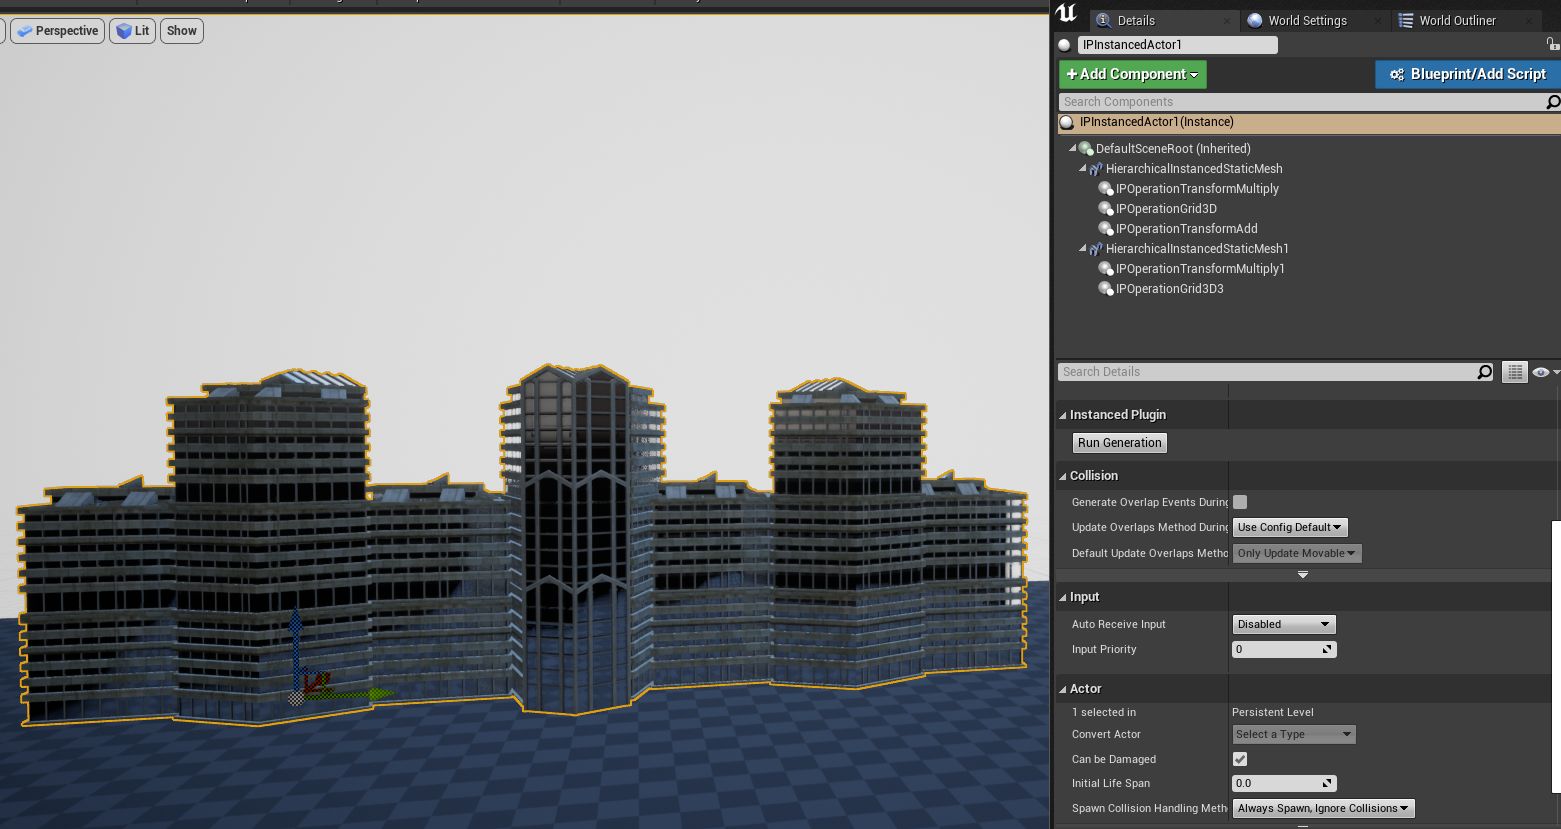 Perspective
Lit
Show
Details
World Settings
World Outliner
IPInstancedActor1
+Add Component
Blueprint/Add Script
Search Components
IPInstancedActor1(Instance)
DefaultSceneRoot (Inherited)
HierarchicalInstancedStaticMesh
IPOperationTransformMultiply
IPOperationGrid3D
IPOperationTransformAdd
HierarchicalInstancedStaticMesh1
IPOperationTransformMultiply1
IPOperationGrid3D3
Search Details
Instanced Plugin
Run Generation
Collision
Generate Overlap Events During
Update Overlaps Method During Use Config Default
Default Update Overlaps Metho Only Update Movable
Input
Auto Receive Input Disabled
Input Priority 0
Actor
1 selected in Persistent Level
Convert Actor Select a Type
Can be Damaged
Initial Life Span 0.0
Spawn Collision Handling Meth Always Spawn, Ignore Collisions